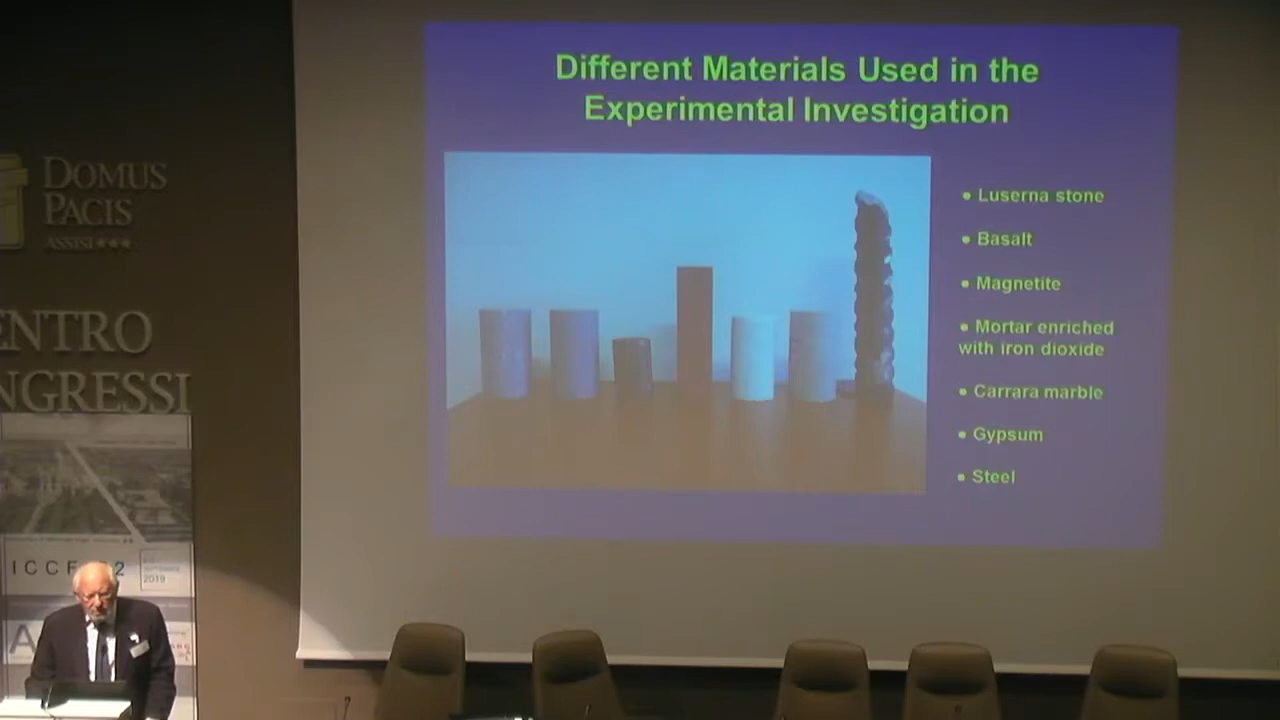 Different Materials Used in the
Experimental Investigation
• Luserna stone
• Basalt
• Magnetite
• Mortar enriched
with iron dioxide
• Carrara marble
• Gypsum
• Steel
DOMUS
PACIS
ASSISI
ENTRO
NGRESSI
ICCF 2
2019
A